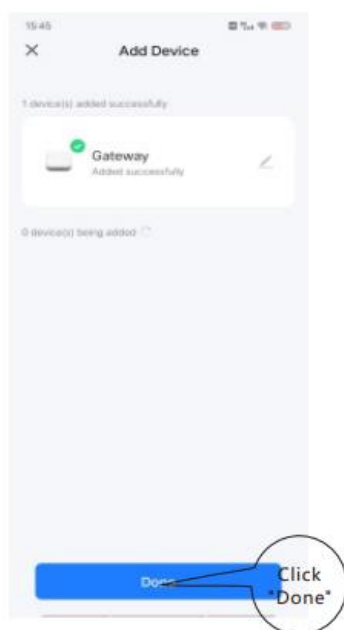 15:45
Add Device
1 device(s) added successfully
Gateway
Added successfully
0 device(s) being added
Done
Click
"Done"